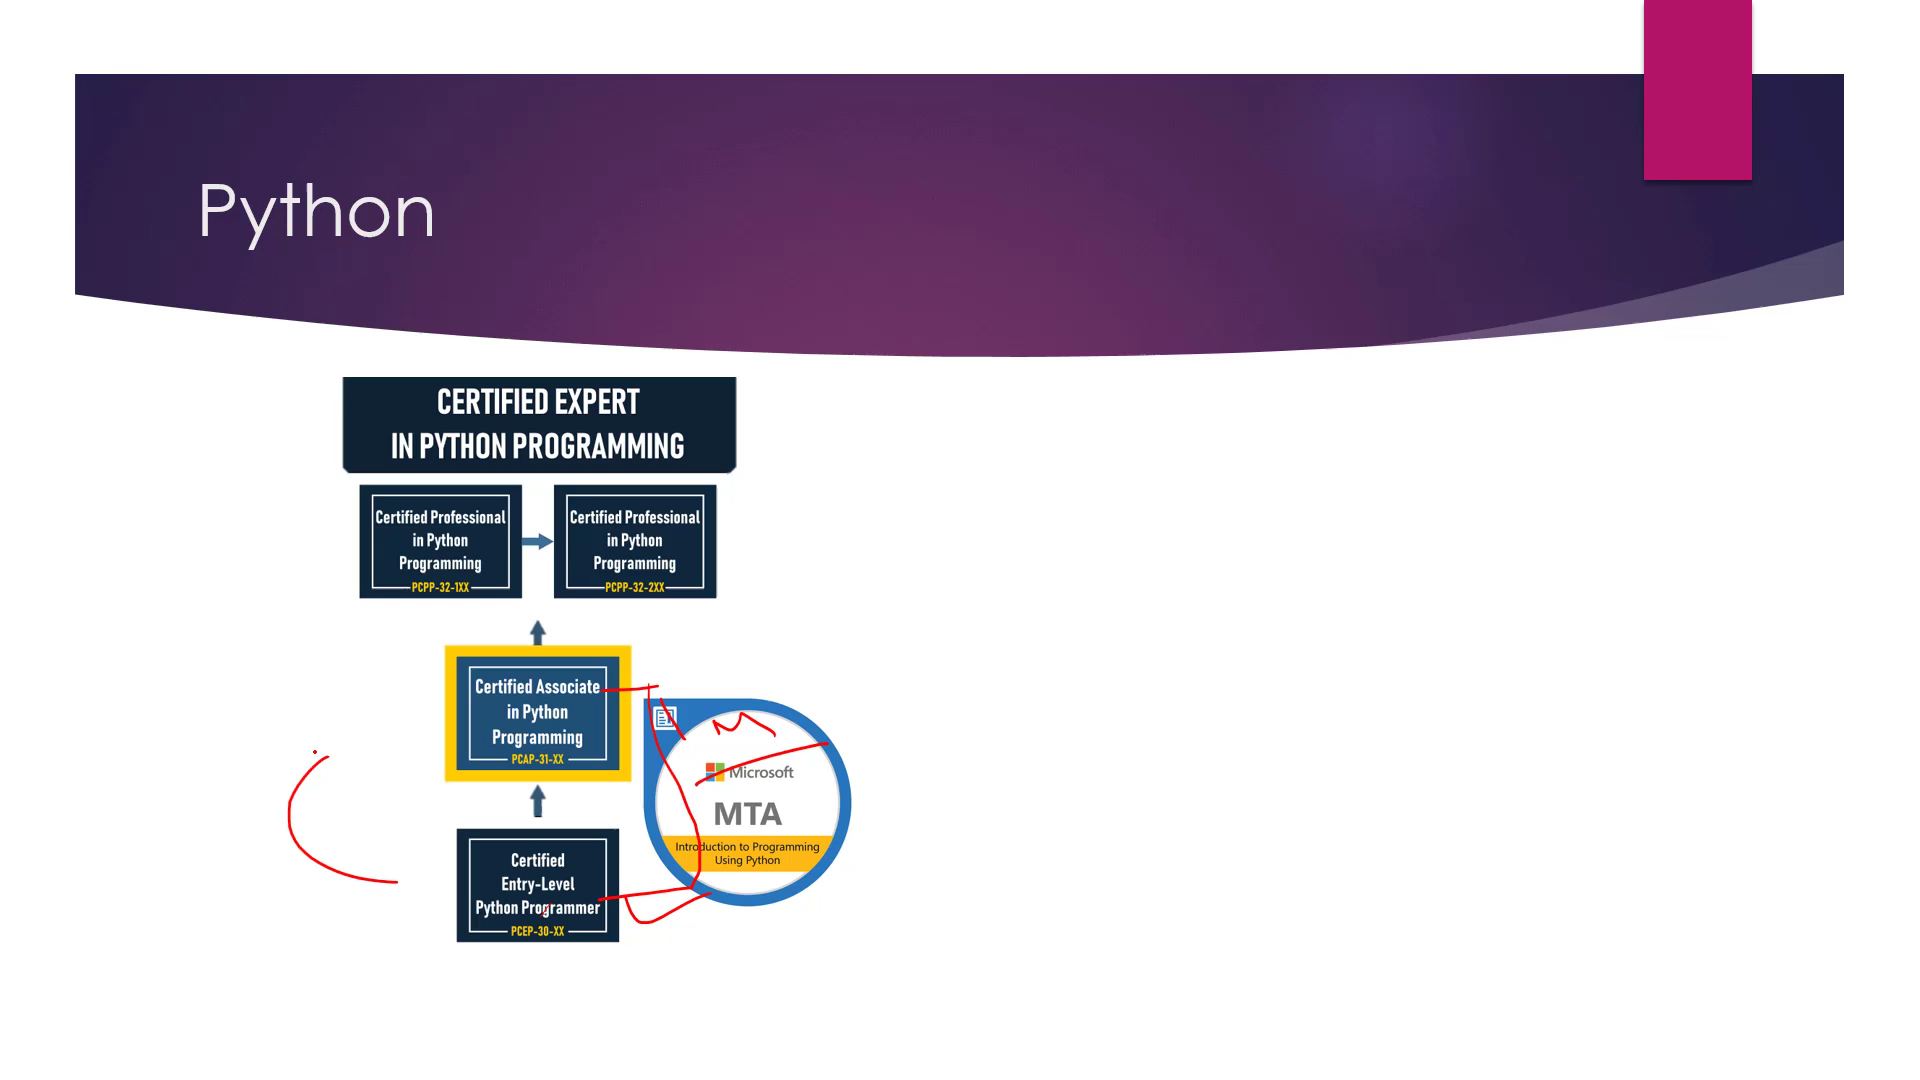 Python
CERTIFIED EXPERT
IN PYTHON PROGRAMMING
Certified Professional
in Python
Programming
PCPP-32-1XX
Certified Professional
in Python
Programming
PCPP-32-2XX
Certified Associate
in Python
Programming
PCAP-31-XX
Microsoft
MTA
Introduction to Programming
Using Python
Certified
Entry-Level
Python Programmer
PCEP-30-XX